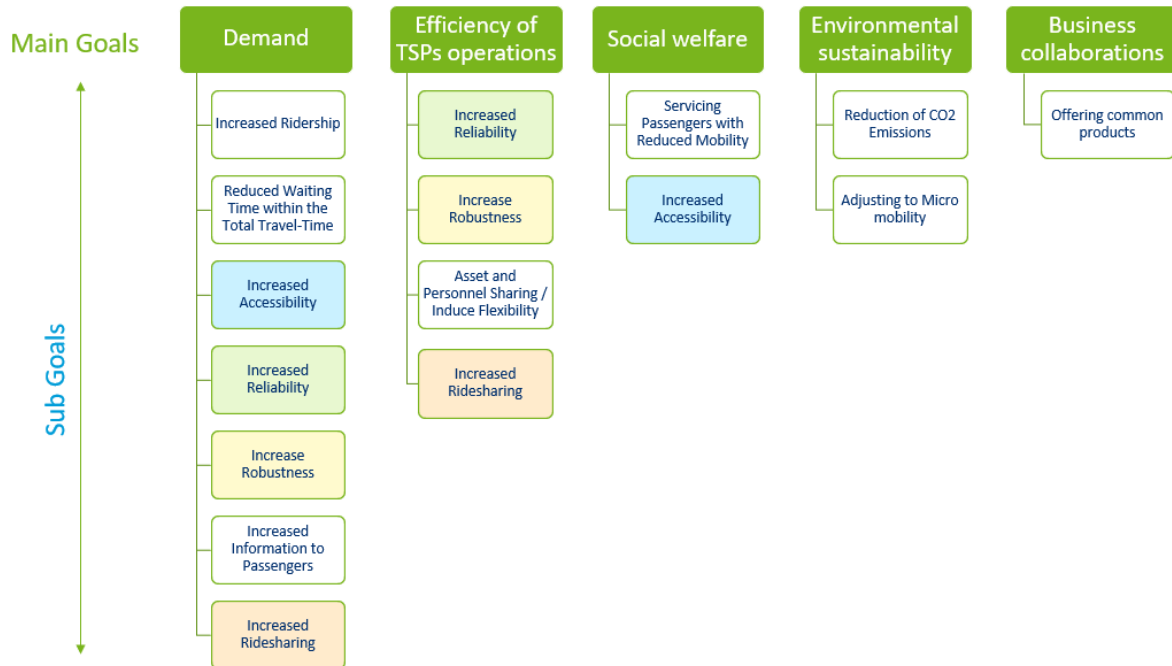 Main Goals
Sub Goals
Demand
Increased Ridership
Reduced Waiting
Time within the
Total Travel-Time
Increased
Accessibility
Increased
Reliability
Increase
Robustness
Increased
Information to
Passengers
Increased
Ridesharing
Efficiency of
TSPs operations
Increased
Reliability
Increase
Robustness
Asset and
Personnel Sharing /
Induce Flexibility
Increased
Ridesharing
Social welfare
Servicing
Passengers with
Reduced Mobility
Increased
Accessibility
Environmental
sustainability
Reduction of CO2
Emissions
Adjusting to Micro
mobility
Business
collaborations
Offering common
products